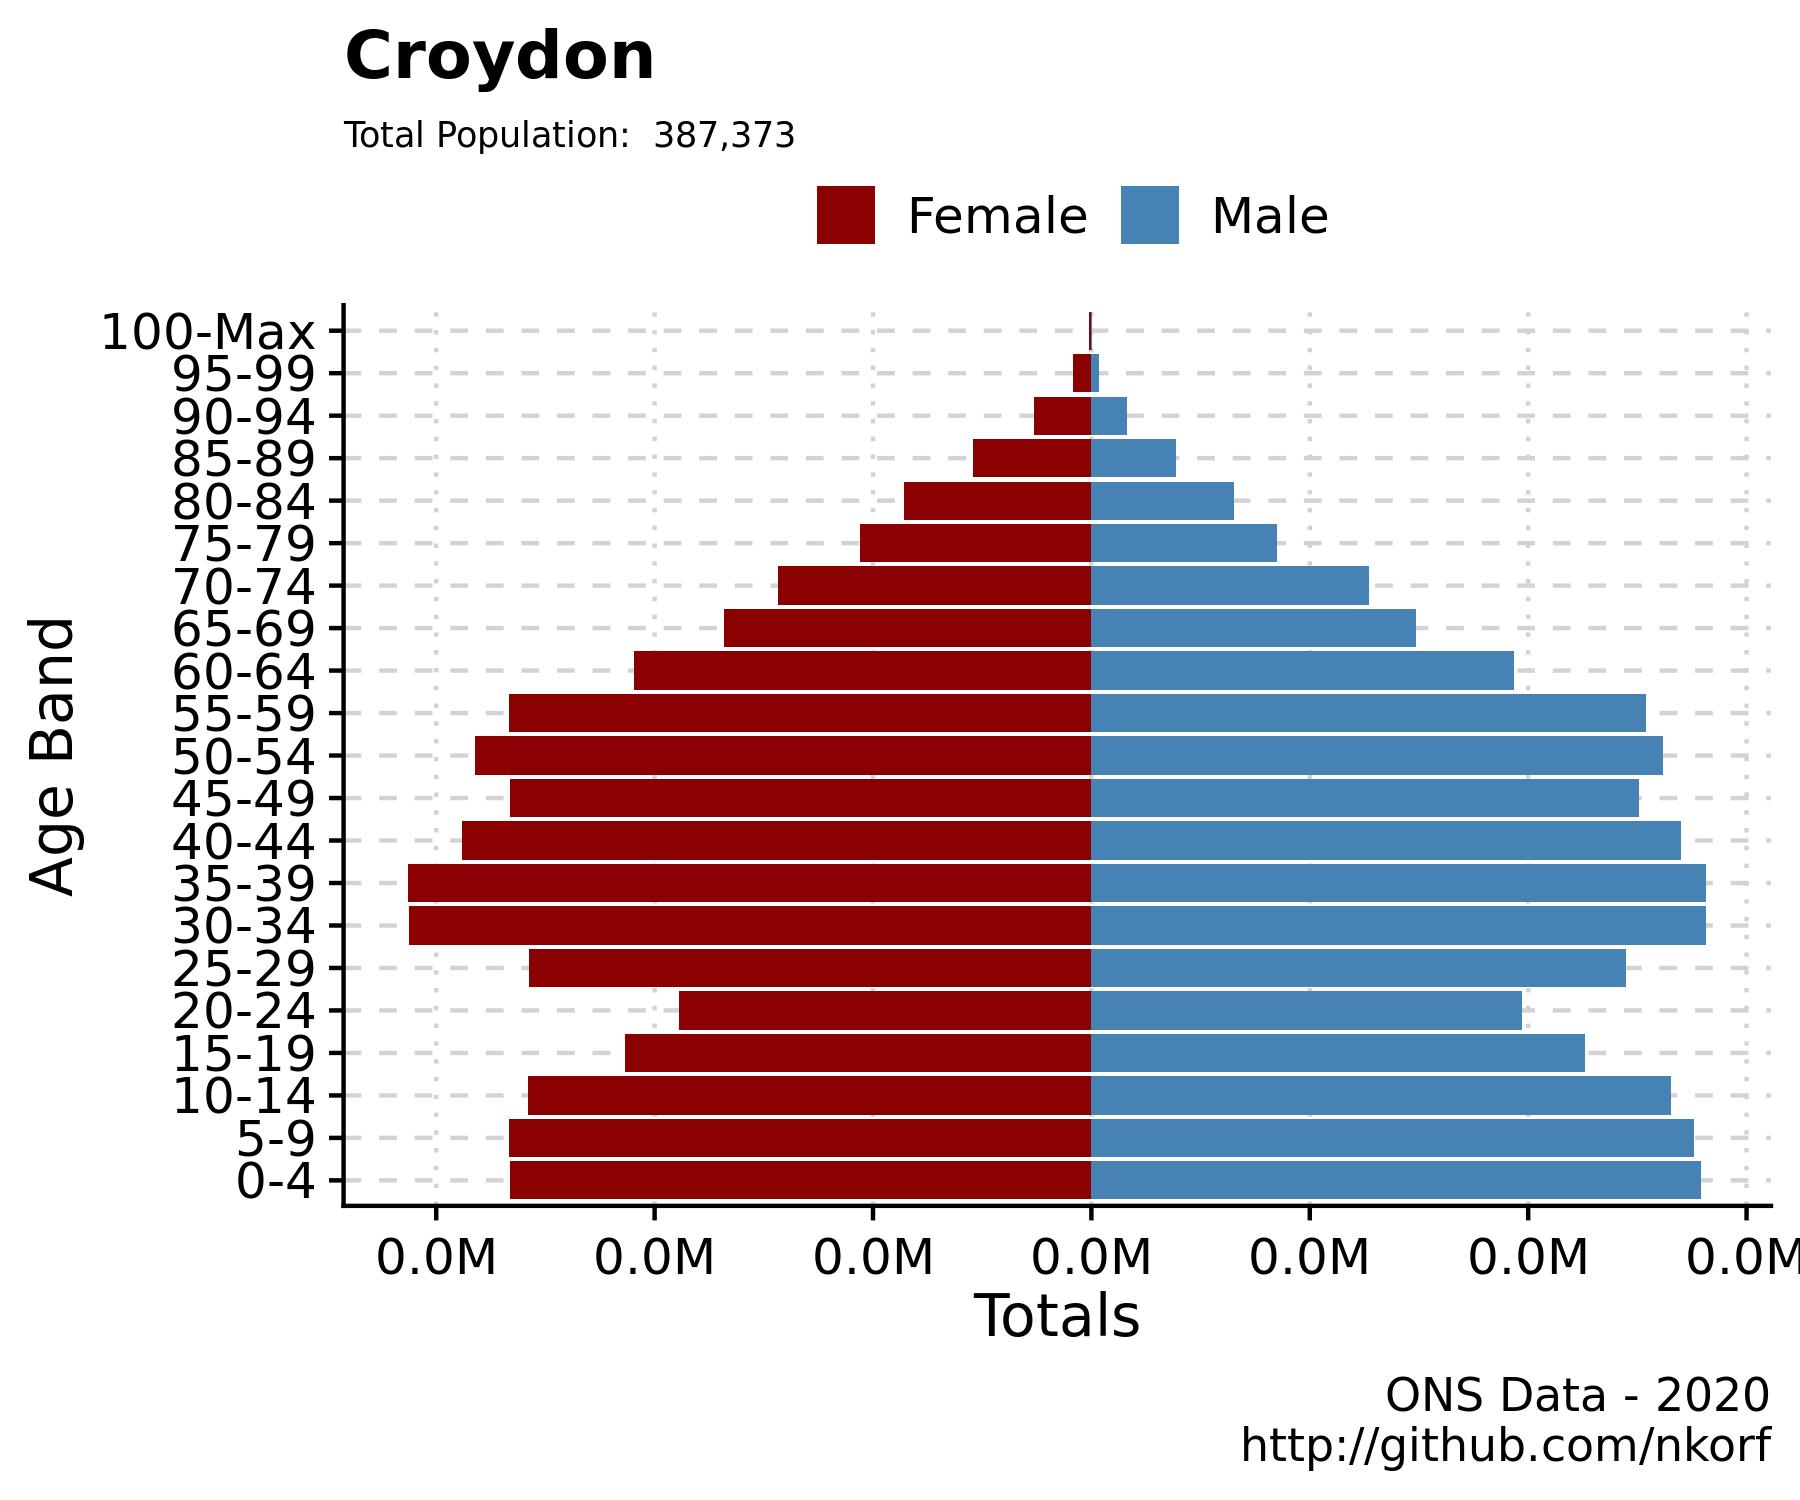 Croydon
Total Population:  387,373
Female Male
100-Max
95-99
90-94
85-89
80-84
75-79
70-74
65-69
60-64
55-59
50-54
45-49
40-44
35-39
30-34
25-29
20-24
15-19
10-14
5-9
0-4
Age Band
0.0M 0.0M 0.0M 0.0M 0.0M 0.0M 0.0M
Totals
ONS Data - 2020
http://github.com/nkorf